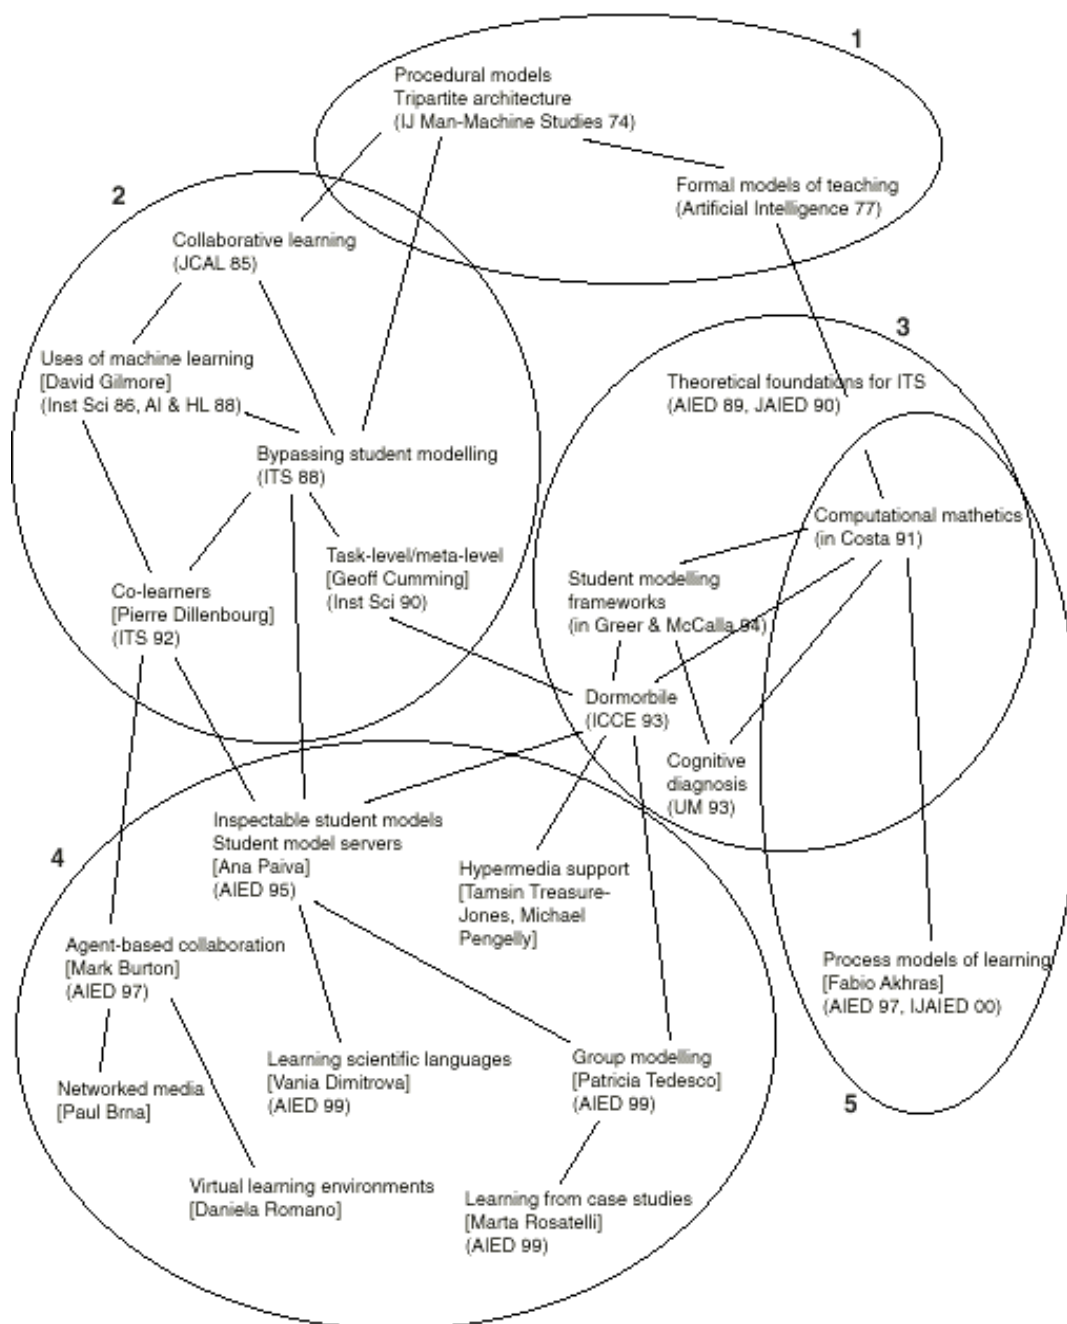 1
Procedural models
Tripartite architecture
(IJ Man-Machine Studies 74)
Formal models of teaching
(Artificial Intelligence 77)
2
Collaborative learning
(JCAL 85)
Uses of machine learning
[David Gilmore]
(Inst Sci 86, AI & HL 88)
Bypassing student modelling
(ITS 88)
Task-level/meta-level
[Geoff Cumming]
(Inst Sci 90)
Co-learners
[Pierre Dillenbourg]
(ITS 92)
3
Theoretical foundations for ITS
(AIED 89, JAIED 90)
Computational mathetics
(in Costa 91)
Student modelling
frameworks
(in Greer & McCalla 94)
Dormorbile
(ICCE 93)
Cognitive
diagnosis
(UM 93)
4
Inspectable student models
Student model servers
[Ana Paiva]
(AIED 95)
Hypermedia support
[Tamsin Treasure-
Jones, Michael
Pengelly]
Agent-based collaboration
[Mark Burton]
(AIED 97)
Process models of learning
[Fabio Akhras]
(AIED 97, IJAIED 00)
Networked media
[Paul Brna]
Learning scientific languages
[Vania Dimitrova]
(AIED 99)
Group modelling
[Patricia Tedesco]
(AIED 99)
5
Virtual learning environments
[Daniela Romano]
Learning from case studies
[Marta Rosatelli]
(AIED 99)